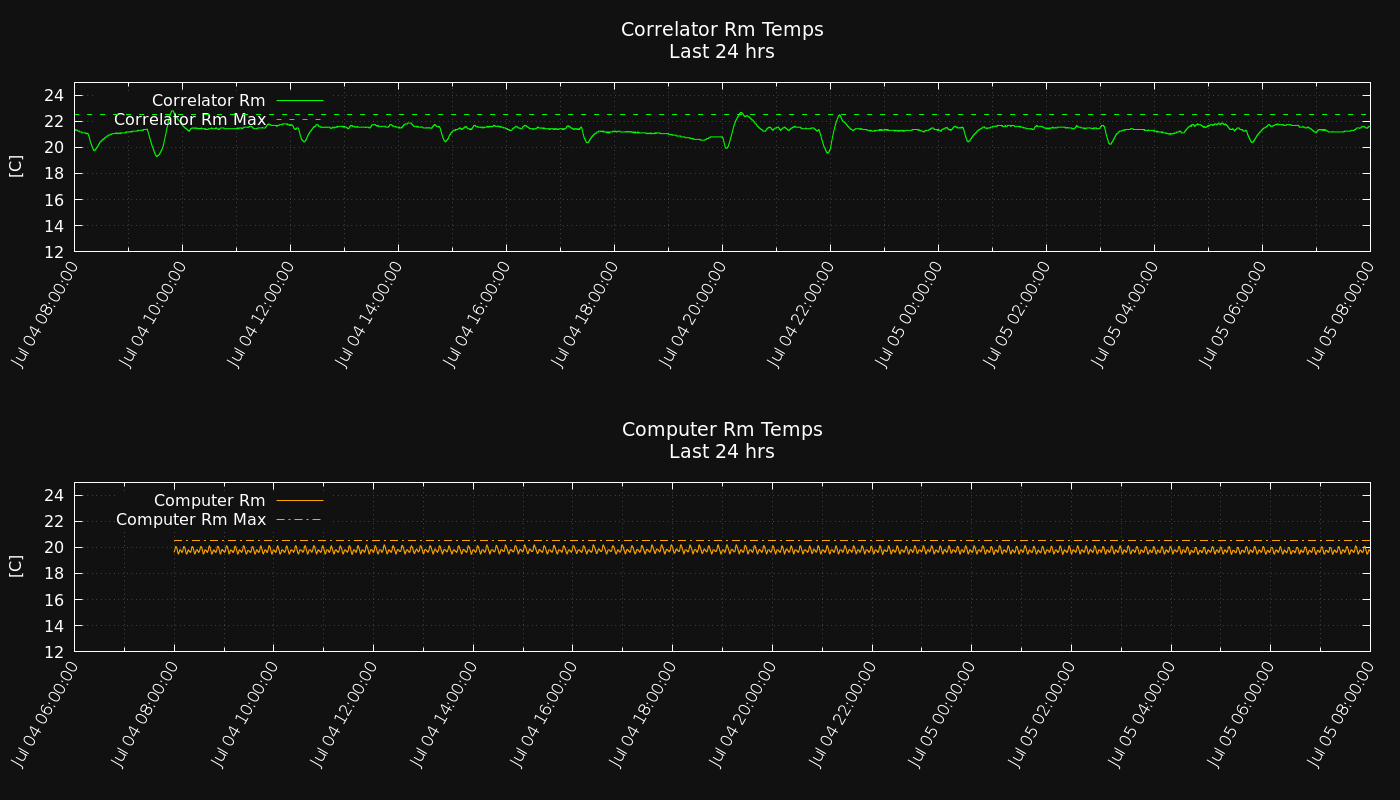 Correlator Rm Temps
Last 24 hrs
24
22
20
18
16
14
12
[C]
Correlator Rm
Correlator Rm Max
Jul 04 08:00:00
Jul 04 10:00:00
Jul 04 12:00:00
Jul 04 14:00:00
Jul 04 16:00:00
Jul 04 18:00:00
Jul 04 20:00:00
Jul 04 22:00:00
Jul 05 00:00:00
Jul 05 02:00:00
Jul 05 04:00:00
Jul 05 06:00:00
Jul 05 08:00:00
Computer Rm Temps
Last 24 hrs
24
22
20
18
16
14
12
[C]
Computer Rm
Computer Rm Max
Jul 04 06:00:00
Jul 04 08:00:00
Jul 04 10:00:00
Jul 04 12:00:00
Jul 04 14:00:00
Jul 04 16:00:00
Jul 04 18:00:00
Jul 04 20:00:00
Jul 04 22:00:00
Jul 05 00:00:00
Jul 05 02:00:00
Jul 05 04:00:00
Jul 05 06:00:00
Jul 05 08:00:00